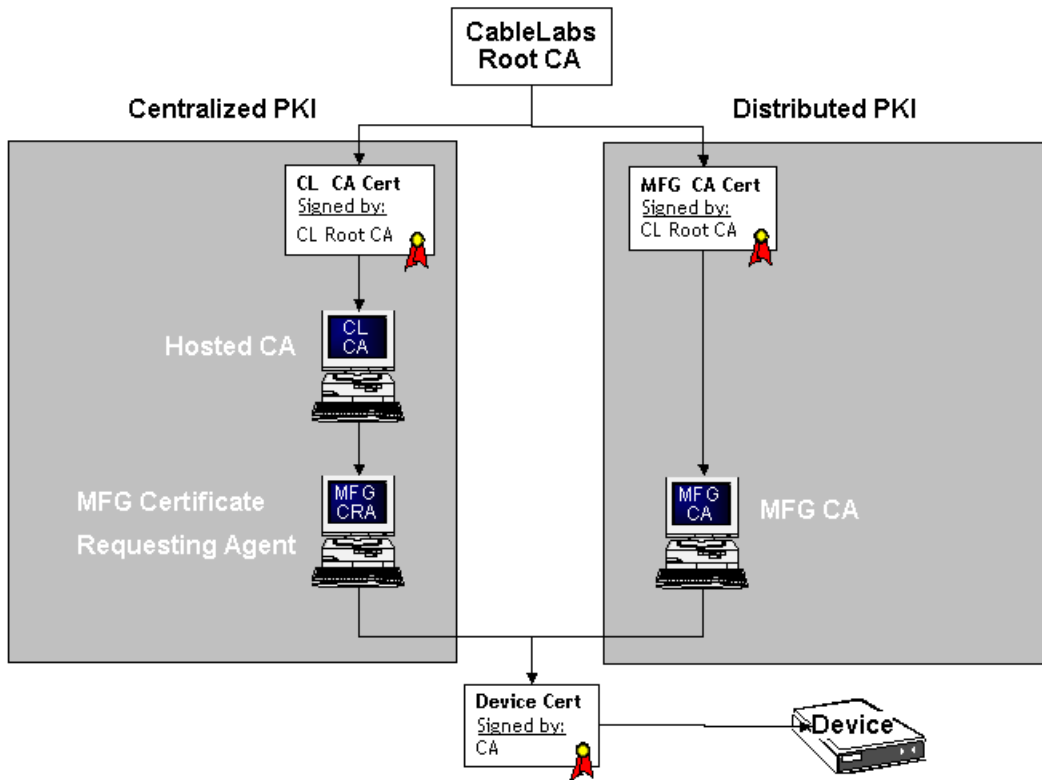 CableLabs
Root CA
Centralized PKI
Distributed PKI
CL CA Cert
Signed by:
CL Root CA
MFG CA Cert
Signed by:
CL Root CA
Hosted CA
CL
CA
MFG Certificate
Requesting Agent
MFG
CRA
MFG
CA
MFG CA
Device Cert
Signed by:
CA
Device